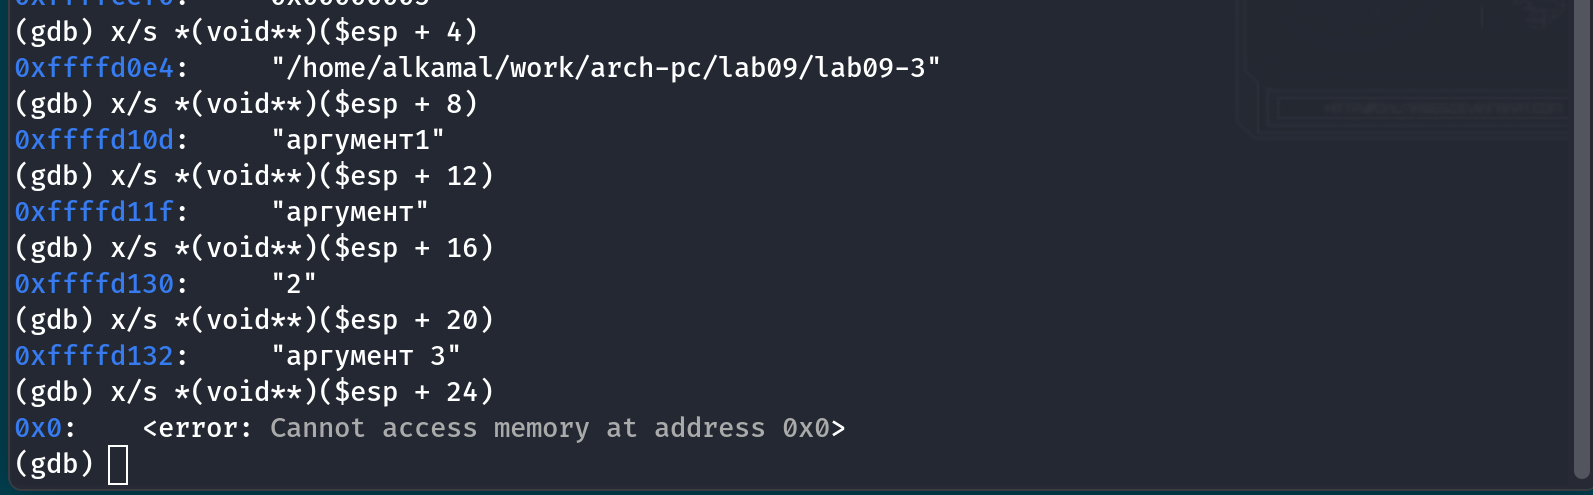 (gdb) x/s *(void**)($esp + 4)
0xffffd0e4:     "/home/alkamal/work/arch-pc/lab09/lab09-3"
(gdb) x/s *(void**)($esp + 8)
0xffffd10d:     "аргумент1"
(gdb) x/s *(void**)($esp + 12)
0xffffd11f:     "аргумент"
(gdb) x/s *(void**)($esp + 16)
0xffffd130:     "2"
(gdb) x/s *(void**)($esp + 20)
0xffffd132:     "аргумент 3"
(gdb) x/s *(void**)($esp + 24)
0x0:    <error: Cannot access memory at address 0x0>
(gdb)